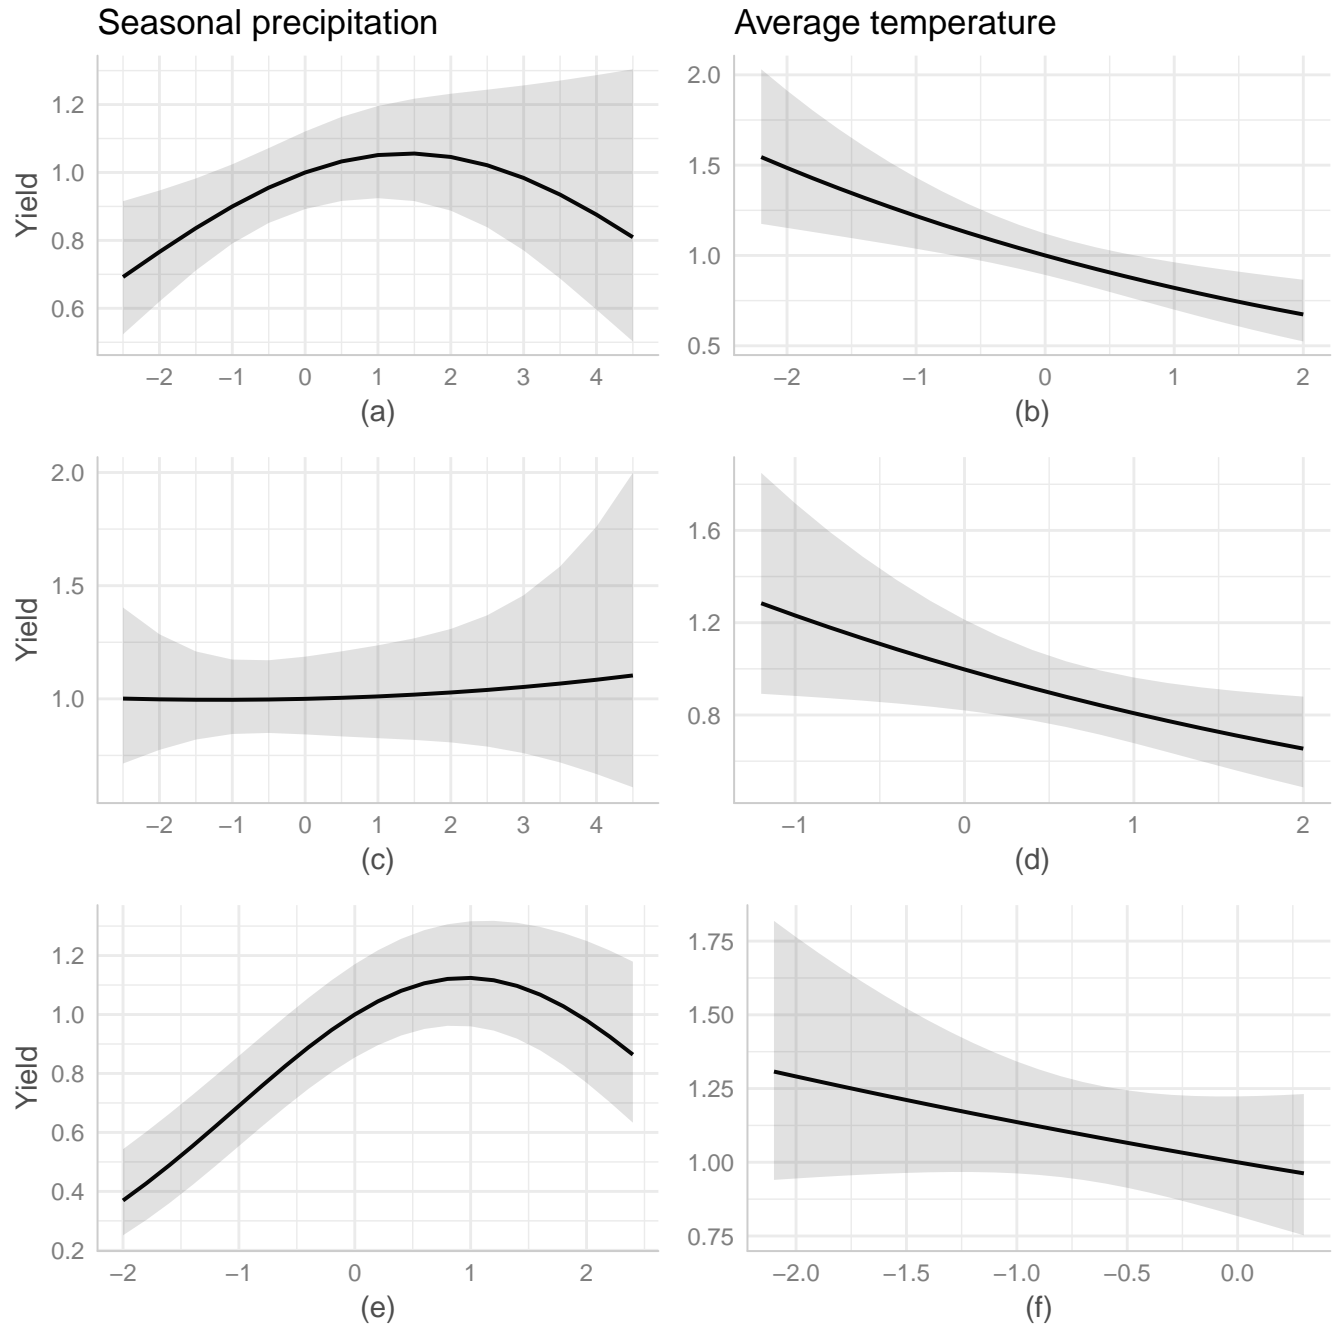 Seasonal precipitation
Average temperature
Yield
1.2
1.0
0.8
0.6
−2 −1 0 1 2 3 4
(a)
2.0
1.5
1.0
0.5
−2 −1 0 1 2
(b)
Yield
2.0
1.5
1.0
−2 −1 0 1 2 3 4
(c)
1.6
1.2
0.8
−1 0 1 2
(d)
Yield
1.2
1.0
0.8
0.6
0.4
0.2
−2 −1 0 1 2
(e)
1.75
1.50
1.25
1.00
0.75
−2.0 −1.5 −1.0 −0.5 0.0
(f)